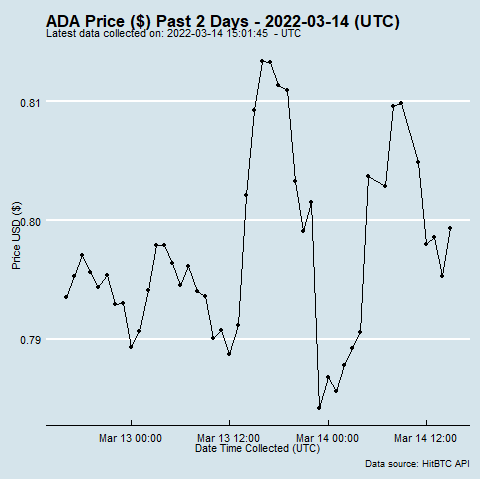 ADA Price ($) Past 2 Days - 2022-03-14 (UTC)
Latest data collected on: 2022-03-14 15:01:45  - UTC
0.81
0.80
0.79
Price USD ($)
Mar 13 00:00
Mar 13 12:00
Mar 14 00:00
Mar 14 12:00
Date Time Collected (UTC)
Data source: HitBTC API